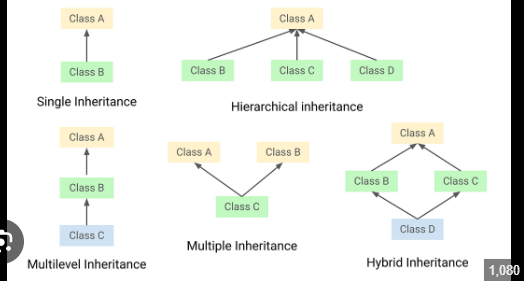 Class A
Class B
Single Inheritance
Class A
Class B
Class C
Class D
Hierarchical inheritance
Class A
Class B
Class C
Multilevel Inheritance
Class A
Class B
Class C
Multiple Inheritance
Class A
Class B
Class C
Class D
Hybrid Inheritance
1,080